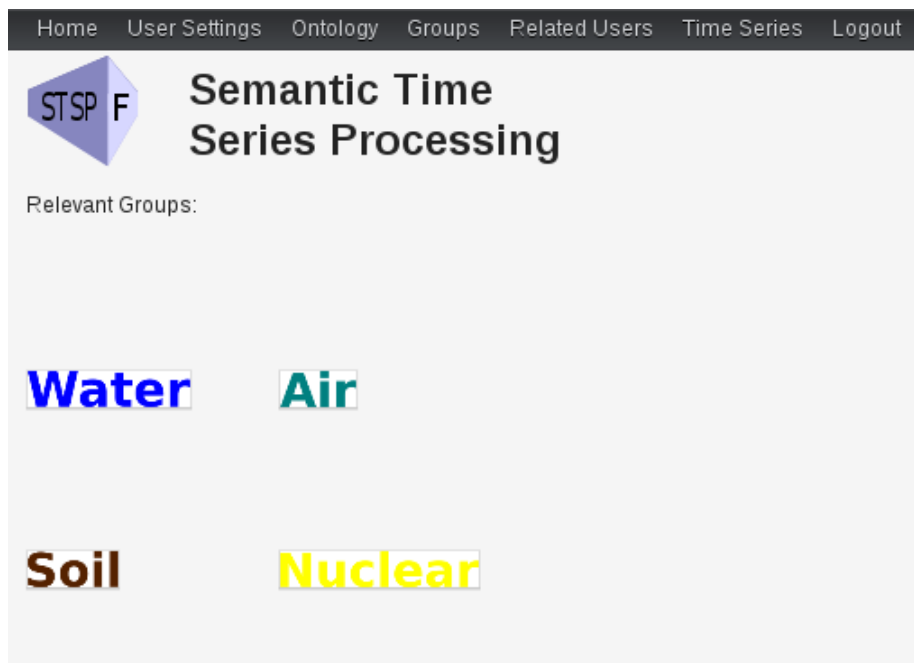 Home User Settings Ontology Groups Related Users Time Series Logout
STSP F
Semantic Time
Series Processing
Relevant Groups:
Water Air
Soil Nuclear